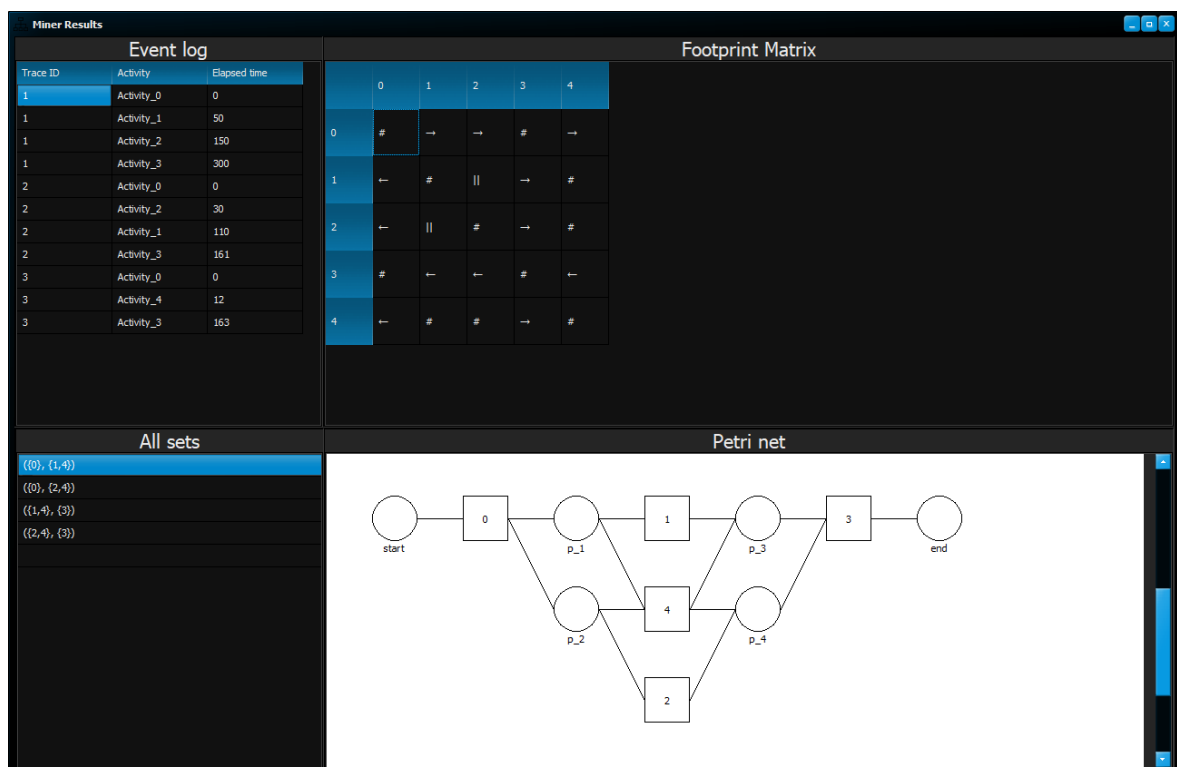 Miner Results
Event log
Trace ID Activity Elapsed time
1 Activity_0 0
1 Activity_1 50
1 Activity_2 150
1 Activity_3 300
2 Activity_0 0
2 Activity_2 30
2 Activity_1 110
2 Activity_3 161
3 Activity_0 0
3 Activity_4 12
3 Activity_3 163
Footprint Matrix
0 1 2 3 4
0 # → → # →
1 ← # || → #
2 ← || # → #
3 # ← ← # ←
4 ← # # → #
All sets
({0}, {1,4})
({0}, {2,4})
({1,4}, {3})
({2,4}, {3})
Petri net
0 1 3
start p_1 p_3 end
4
p_2 p_4
2